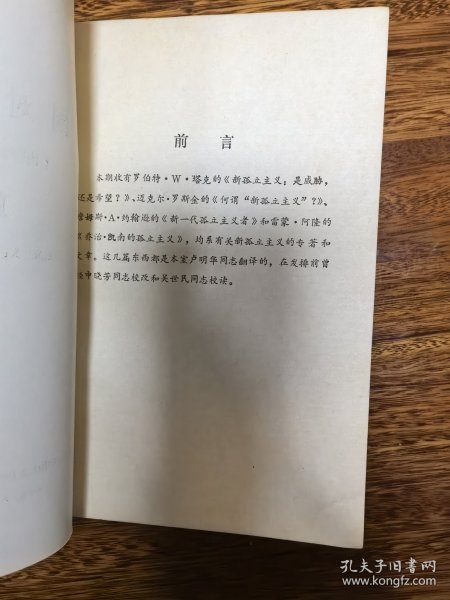 前言
本期收有罗伯特·W·塔克的《新孤立主义：是威胁，
还是希望？》、迈克尔·罗斯金的《何谓“新孤立主义”？》、
詹姆斯·A·约翰逊的《新一代孤立主义者》和雷蒙·阿隆的
《乔治·凯南的孤立主义》，均系有关新孤立主义的专著和
文章。这几篇东西都是本室卢明华同志翻译的，在发排前曾
经申晓芳同志校改和吴世民同志校读。
孔夫子旧书网
www.kongfz.com